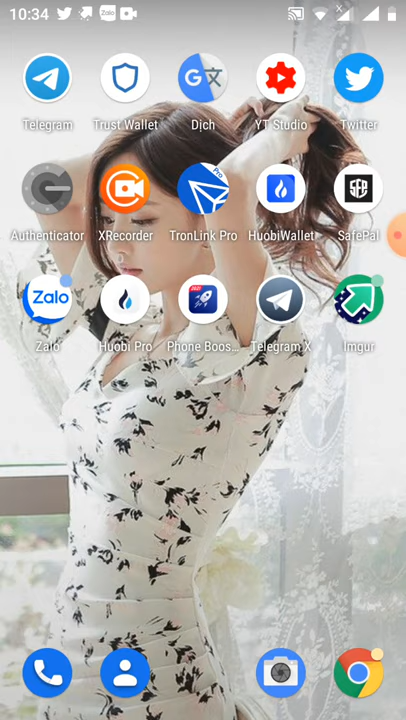 10:34 Zalo
Telegram Trust Wallet Dịch YT Studio Twitter
Authenticator XRecorder TronLink Pro HuobiWallet SafePal
Zalo Huobi Pro Phone Boos... Telegram X Imgur